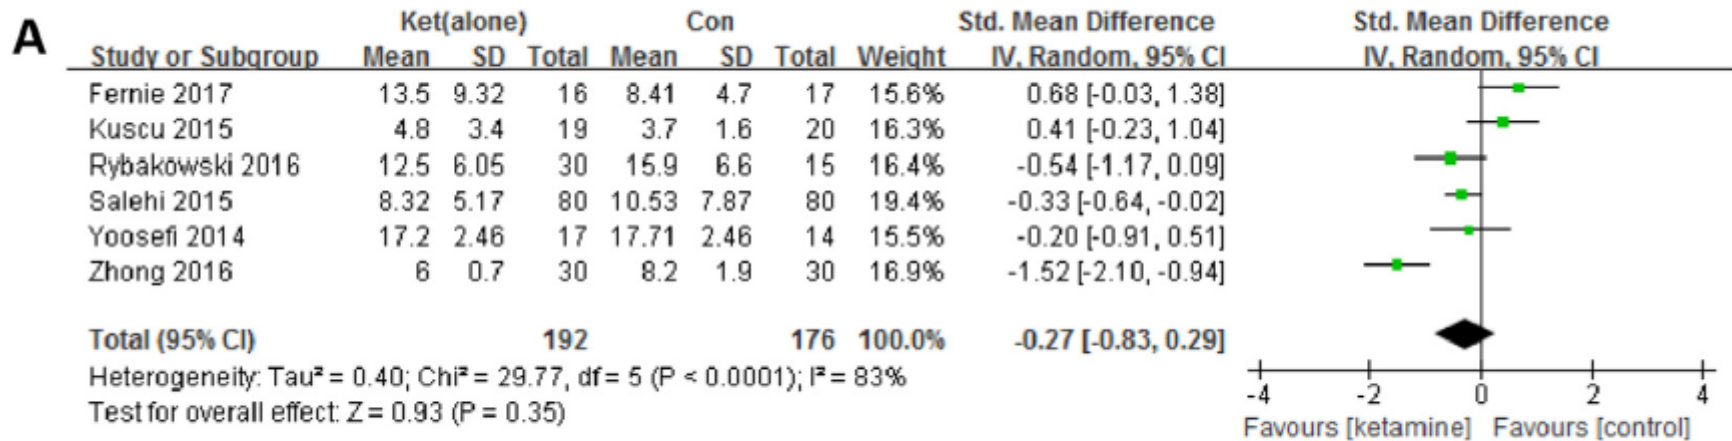 A
Ket(alone) Con Std. Mean Difference Std. Mean Difference
Study or Subgroup Mean SD Total Mean SD Total Weight IV, Random, 95% CI IV, Random, 95% CI
Fernie 2017 13.5 9.32 16 8.41 4.7 17 15.6% 0.68 [-0.03, 1.38]
Kuscu 2015 4.8 3.4 19 3.7 1.6 20 16.3% 0.41 [-0.23, 1.04]
Rybakowski 2016 12.5 6.05 30 15.9 6.6 15 16.4% -0.54 [-1.17, 0.09]
Salehi 2015 8.32 5.17 80 10.53 7.87 80 19.4% -0.33 [-0.64, -0.02]
Yoosefi 2014 17.2 2.46 17 17.71 2.46 14 15.5% -0.20 [-0.91, 0.51]
Zhong 2016 6 0.7 30 8.2 1.9 30 16.9% -1.52 [-2.10, -0.94]
Total (95% CI) 192 176 100.0% -0.27 [-0.83, 0.29]
Heterogeneity: Tau² = 0.40; Chi² = 29.77, df = 5 (P < 0.0001); I² = 83%
Test for overall effect: Z = 0.93 (P = 0.35)
-4 -2 0 2 4
Favours [ketamine] Favours [control]